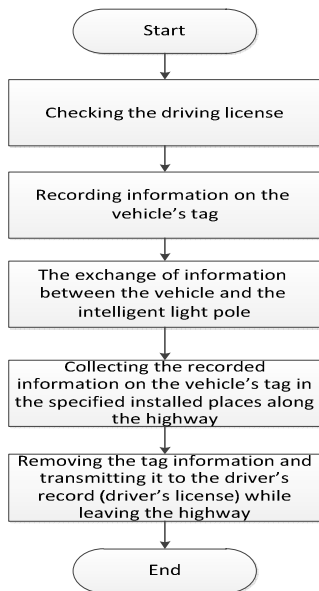 Start
Checking the driving license
Recording information on the
vehicle's tag
The exchange of information
between the vehicle and the
intelligent light pole
Collecting the recorded
information on the vehicle's tag in
the specified installed places along
the highway
Removing the tag information and
transmitting it to the driver's
record (driver's license) while
leaving the highway
End